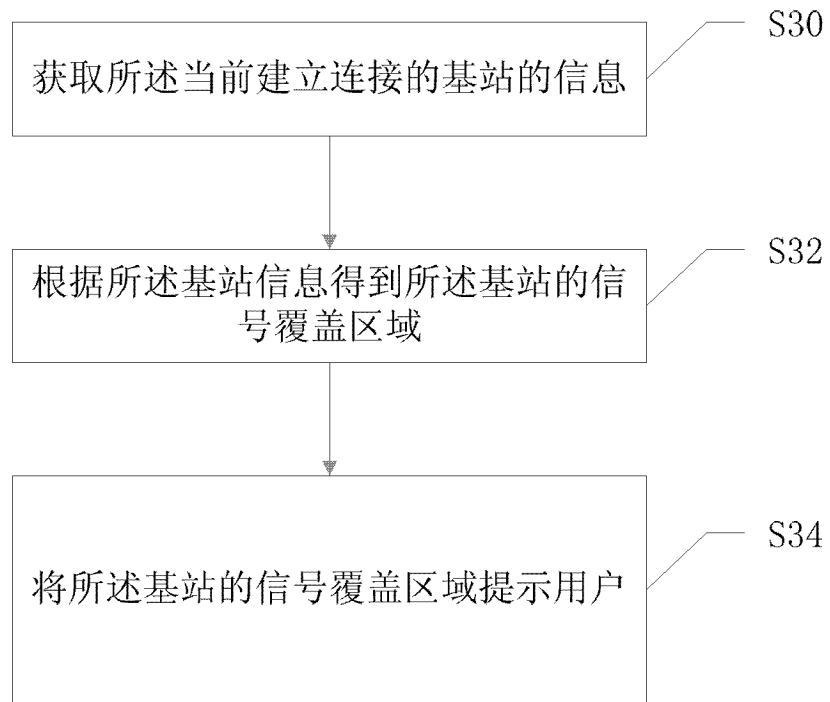 S30
获取所述当前建立连接的基站的信息
S32
根据所述基站信息得到所述基站的信
号覆盖区域
S34
将所述基站的信号覆盖区域提示用户